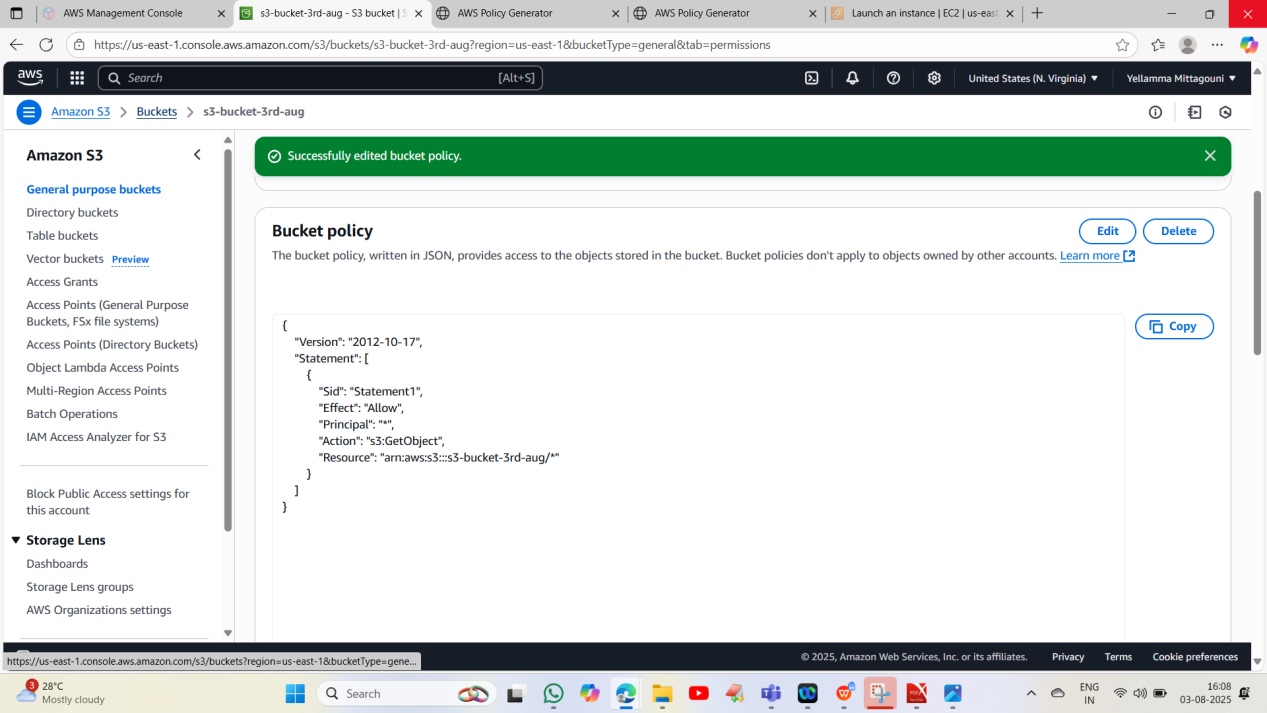 AWS Management Console
s3-bucket-3rd-aug - S3 bucket | S
AWS Policy Generator
AWS Policy Generator
Launch an instance | EC2 | us-east
https://us-east-1.console.aws.amazon.com/s3/buckets/s3-bucket-3rd-aug?region=us-east-1&bucketType=general&tab=permissions
aws
Search
[Alt+S]
United States (N. Virginia)
Yellamma Mittagouni
Amazon S3
Buckets
s3-bucket-3rd-aug
Amazon S3
General purpose buckets
Directory buckets
Table buckets
Vector buckets Preview
Access Grants
Access Points (General Purpose
Buckets, FSx file systems)
Access Points (Directory Buckets)
Object Lambda Access Points
Multi-Region Access Points
Batch Operations
IAM Access Analyzer for S3
Block Public Access settings for
this account
Storage Lens
Dashboards
Storage Lens groups
AWS Organizations settings
Successfully edited bucket policy.
Bucket policy
Edit
Delete
The bucket policy, written in JSON, provides access to the objects stored in the bucket. Bucket policies don't apply to objects owned by other accounts. Learn more
Copy
{
"Version": "2012-10-17",
"Statement": [
{
"Sid": "Statement1",
"Effect": "Allow",
"Principal": "*",
"Action": "s3:GetObject",
"Resource": "arn:aws:s3:::s3-bucket-3rd-aug/*"
}
]
}
https://us-east-1.console.aws.amazon.com/s3/buckets?region=us-east-1&bucketType=gene...
© 2025, Amazon Web Services, Inc. or its affiliates.
Privacy
Terms
Cookie preferences
3
28°C
Mostly cloudy
Search
ENG
IN
16:08
03-08-2025